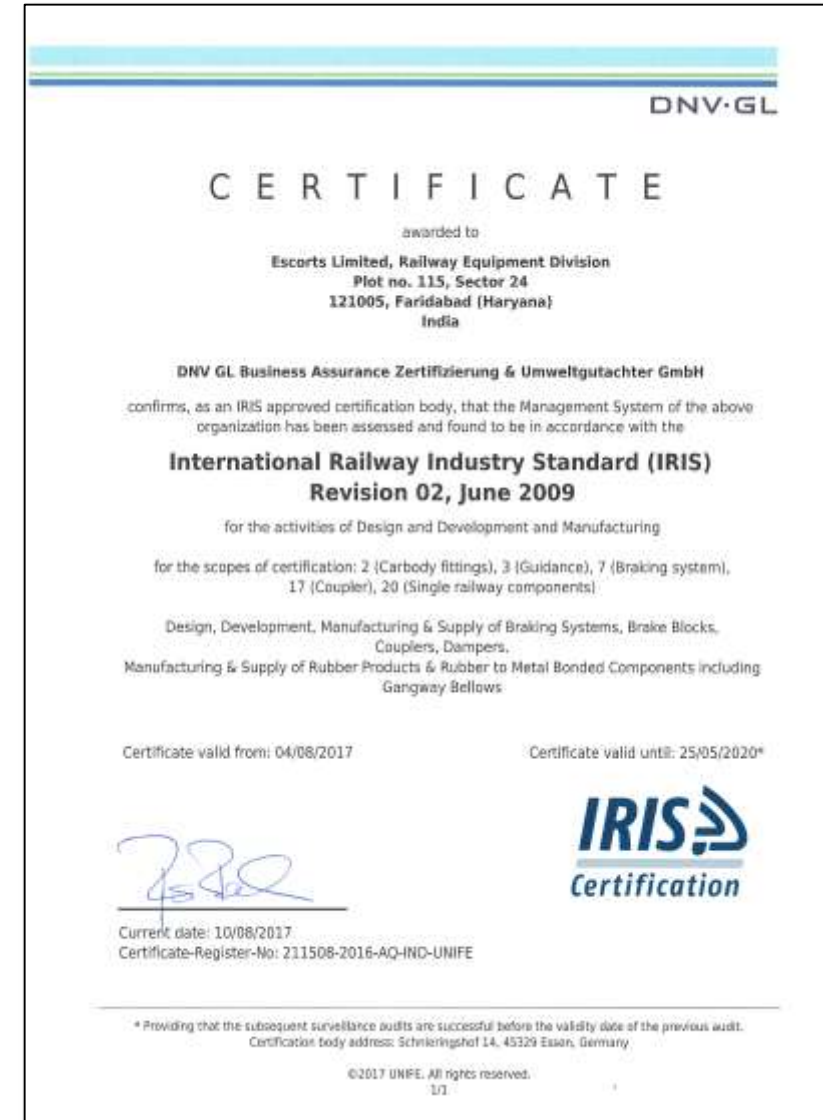 DNV·GL
CERTIFICATE
awarded to
Escorts Limited, Railway Equipment Division
Plot no. 115, Sector 24
121005, Faridabad (Haryana)
India
DNV GL Business Assurance Zertifizierung & Umweltgutachter GmbH
confirms, as an IRIS approved certification body, that the Management System of the above
organization has been assessed and found to be in accordance with the
International Railway Industry Standard (IRIS)
Revision 02, June 2009
for the activities of Design and Development and Manufacturing
for the scopes of certification: 2 (Carbody fittings), 3 (Guidance), 7 (Braking system),
17 (Coupler), 20 (Single railway components)
Design, Development, Manufacturing & Supply of Braking Systems, Brake Blocks,
Couplers, Dampers.
Manufacturing & Supply of Rubber Products & Rubber to Metal Bonded Components including
Gangway Bellows
Certificate valid from: 04/08/2017
Certificate valid until: 25/05/2020*
IRIS
Certification
Current date: 10/08/2017
Certificate-Register-No: 211508-2016-AQ-IND-UNIFE
* Providing that the subsequent surveillance audits are successful before the validity date of the previous audit.
Certification body address: Schnieringshof 14, 45329 Essen, Germany
©2017 UNIFE. All rights reserved.
1/1